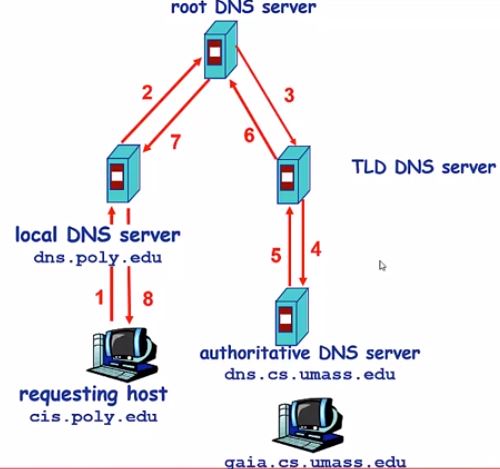 root DNS server
2
3
7
6
TLD DNS server
local DNS server
dns.poly.edu
5
4
1
8
authoritative DNS server
dns.cs.umass.edu
requesting host
cis.poly.edu
gaia.cs.umass.edu